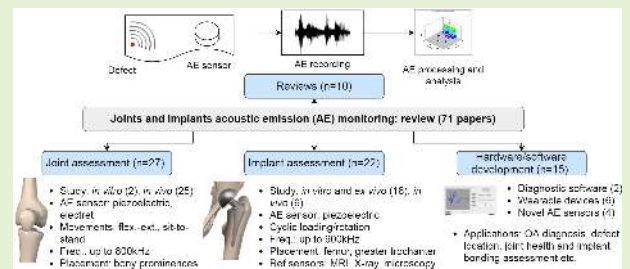 Defect
AE sensor
AE recording
AE processing and
analysis
Reviews (n=10)
Joints and Implants acoustic emission (AE) monitoring: review (71 papers)
Joint assessment (n=27)
• Study: in vitro (2), in vivo (25)
• AE sensor: piezoelectric,
electret
• Movements: flex.-ext., sit-to-
stand
• Freq.: up to 800kHz
• Placement: bony prominences
Implant assessment (n=22)
• Study: in vitro and ex vivo (16), in
vivo (6)
• AE sensor: piezoelectric
• Cyclic loading/rotation
• Freq.: up to 900kHz
• Placement: femur, greater trochanter
• Ref sensors: MRI, X-ray, microscopy
Hardware/software
development (n=15)
• Diagnostic software (2)
• Wearable devices (6)
• Novel AE sensors (4)
• Applications: OA diagnosis, defect
location, joint health and implant
bonding assessment etc.